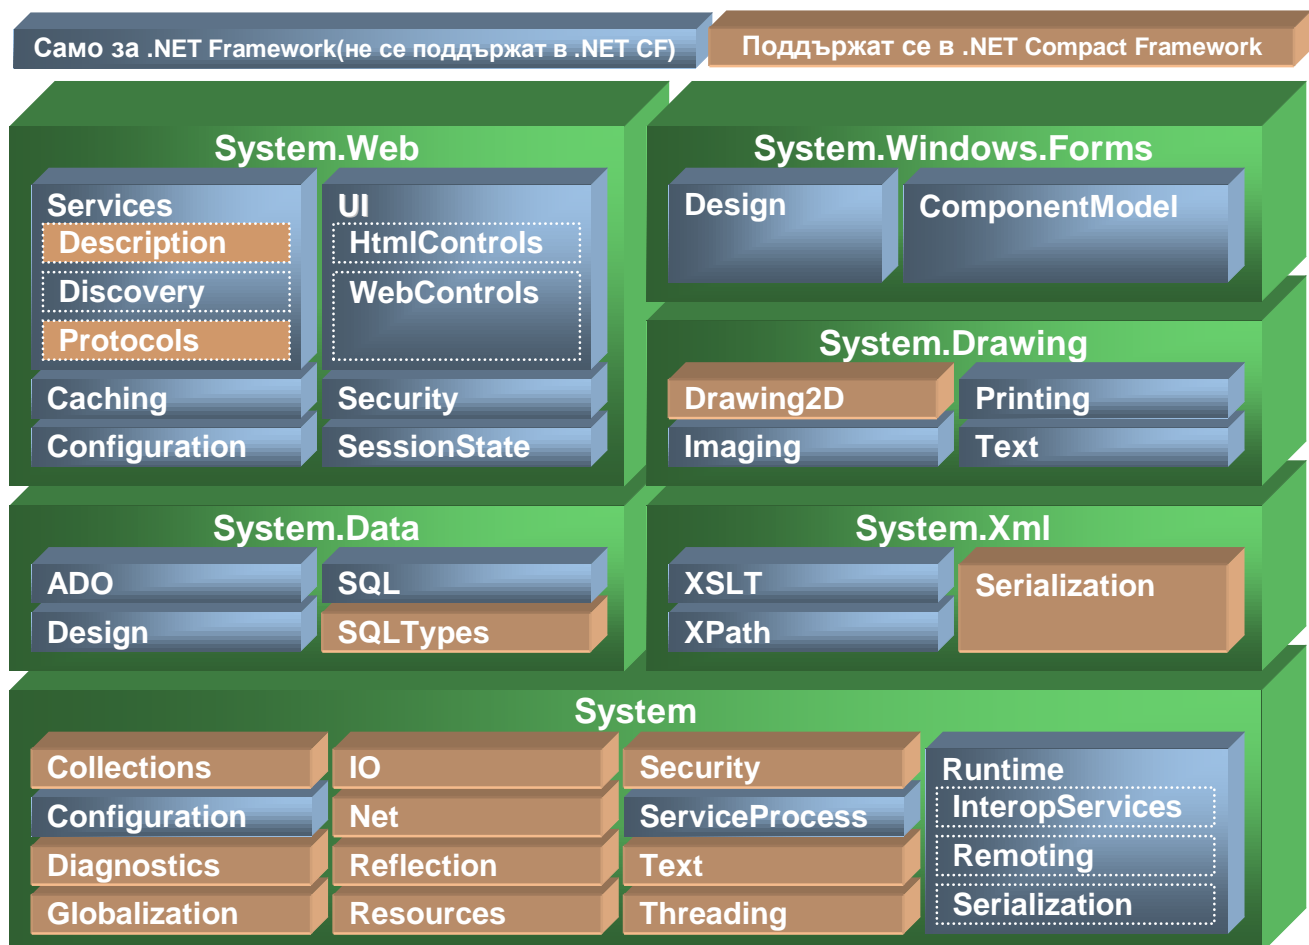 Само за .NET Framework(не се поддържат в .NET CF)
Поддържат се в .NET Compact Framework
System.Web
Services
Description
Discovery
Protocols
Caching
Configuration
UI
HtmlControls
WebControls
Security
SessionState
System.Windows.Forms
Design
ComponentModel
System.Drawing
Drawing2D
Printing
Imaging
Text
System.Data
ADO
SQL
Design
SQLTypes
System.Xml
XSLT
XPath
Serialization
System
Collections
Configuration
Diagnostics
Globalization
IO
Net
Reflection
Resources
Security
ServiceProcess
Text
Threading
Runtime
InteropServices
Remoting
Serialization